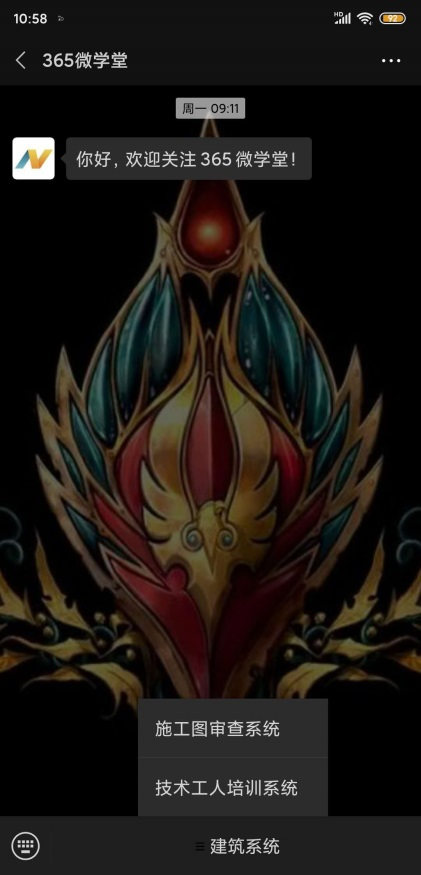 10:58
HD
92
365微学堂
周一 09:11
你好，欢迎关注 365 微学堂！
施工图审查系统
技术工人培训系统
建筑系统